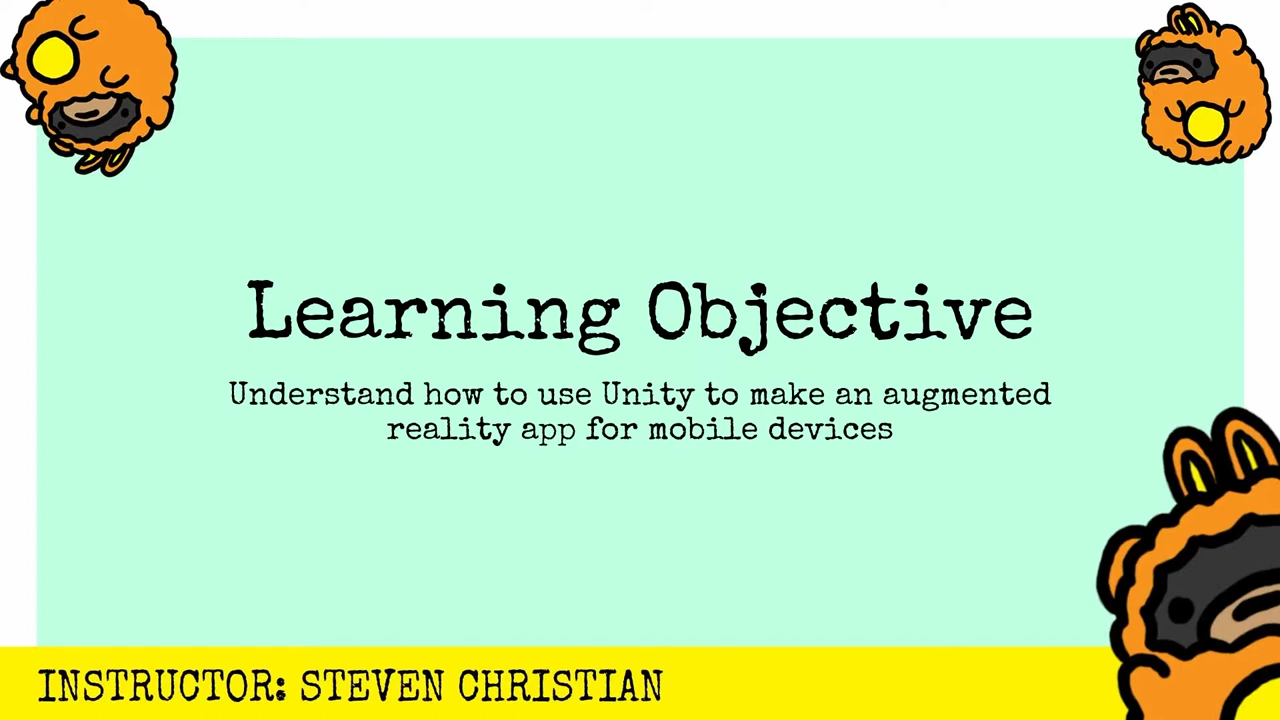 Learning Objective
Understand how to use Unity to make an augmented
reality app for mobile devices
INSTRUCTOR: STEVEN CHRISTIAN